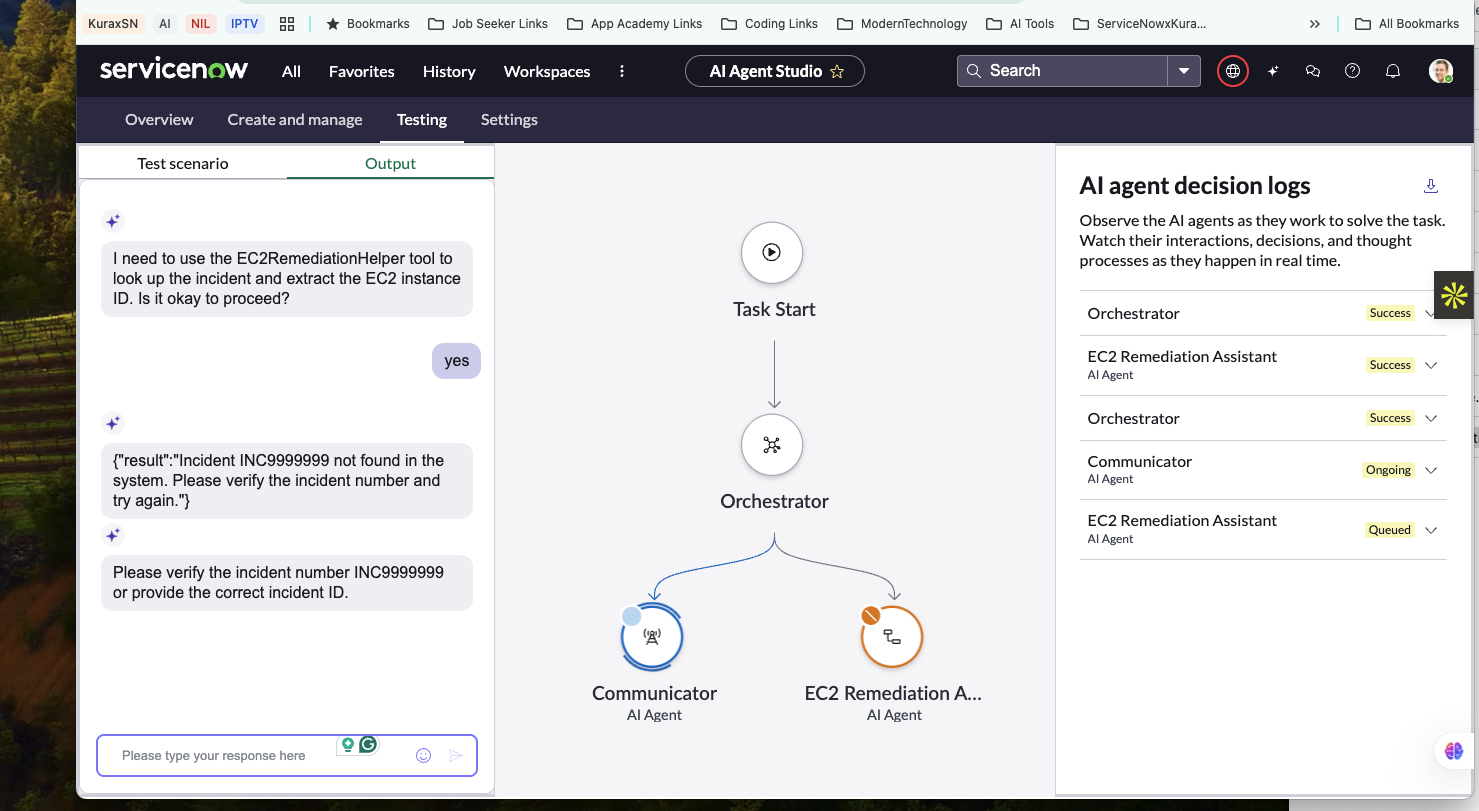 KuraxSN AI NIL IPTV Bookmarks Job Seeker Links App Academy Links Coding Links ModernTechnology AI Tools ServiceNowxKura... » All Bookmarks
servicenow All Favorites History Workspaces AI Agent Studio Search
Overview Create and manage Testing Settings
Test scenario Output
I need to use the EC2RemediationHelper tool to
look up the incident and extract the EC2 instance
ID. Is it okay to proceed?
yes
{"result":"Incident INC9999999 not found in the
system. Please verify the incident number and
try again."}
Please verify the incident number INC9999999
or provide the correct incident ID.
Please type your response here
Task Start
Orchestrator
Communicator
AI Agent
EC2 Remediation A...
AI Agent
AI agent decision logs
Observe the AI agents as they work to solve the task.
Watch their interactions, decisions, and thought
processes as they happen in real time.
Orchestrator Success
EC2 Remediation Assistant Success
AI Agent
Orchestrator Success
Communicator Ongoing
AI Agent
EC2 Remediation Assistant Queued
AI Agent